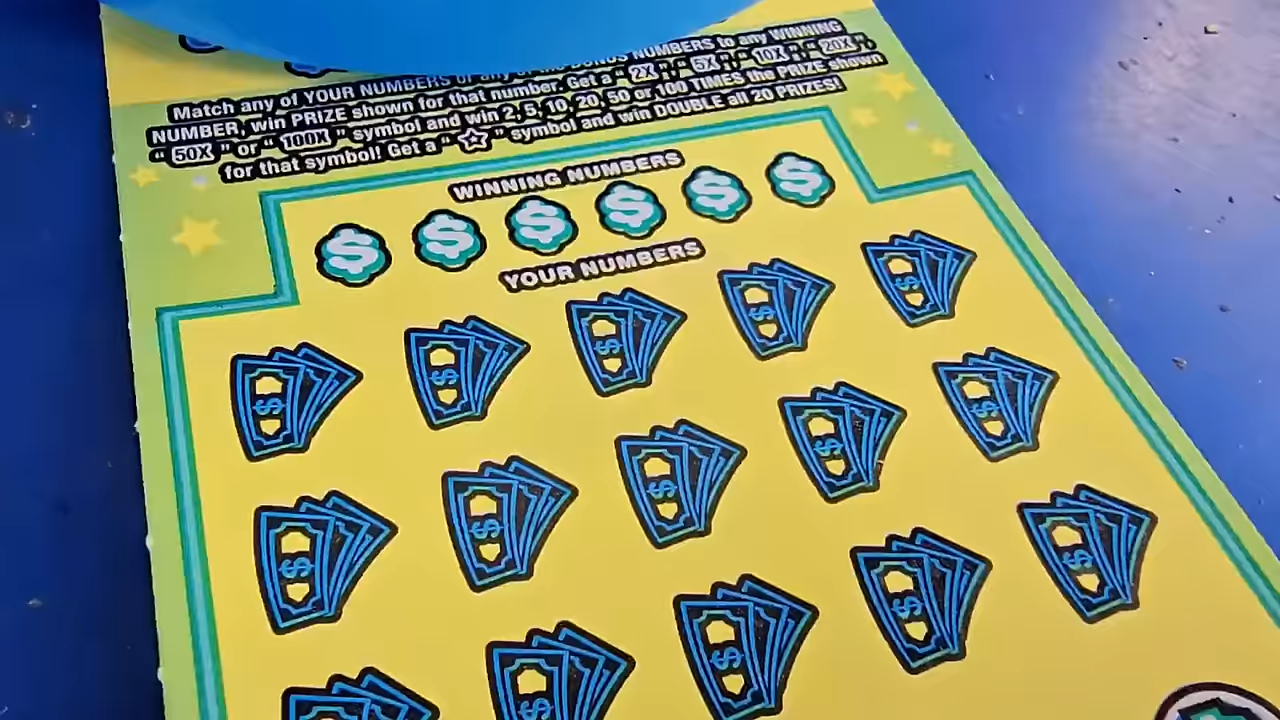 Match any of YOUR NUMBERS or any of the BONUS NUMBERS to any WINNING
NUMBER, win PRIZE shown for that number. Get a "2X", "5X", "10X", "20X",
"50X" or "100X" symbol and win 2, 5, 10, 20, 50 or 100 TIMES the PRIZE shown
for that symbol! Get a "☆" symbol and win DOUBLE all 20 PRIZES!
WINNING NUMBERS
$ $ $ $ $ $
YOUR NUMBERS
$ $ $ $ $
$ $ $ $ $
$ $ $ $